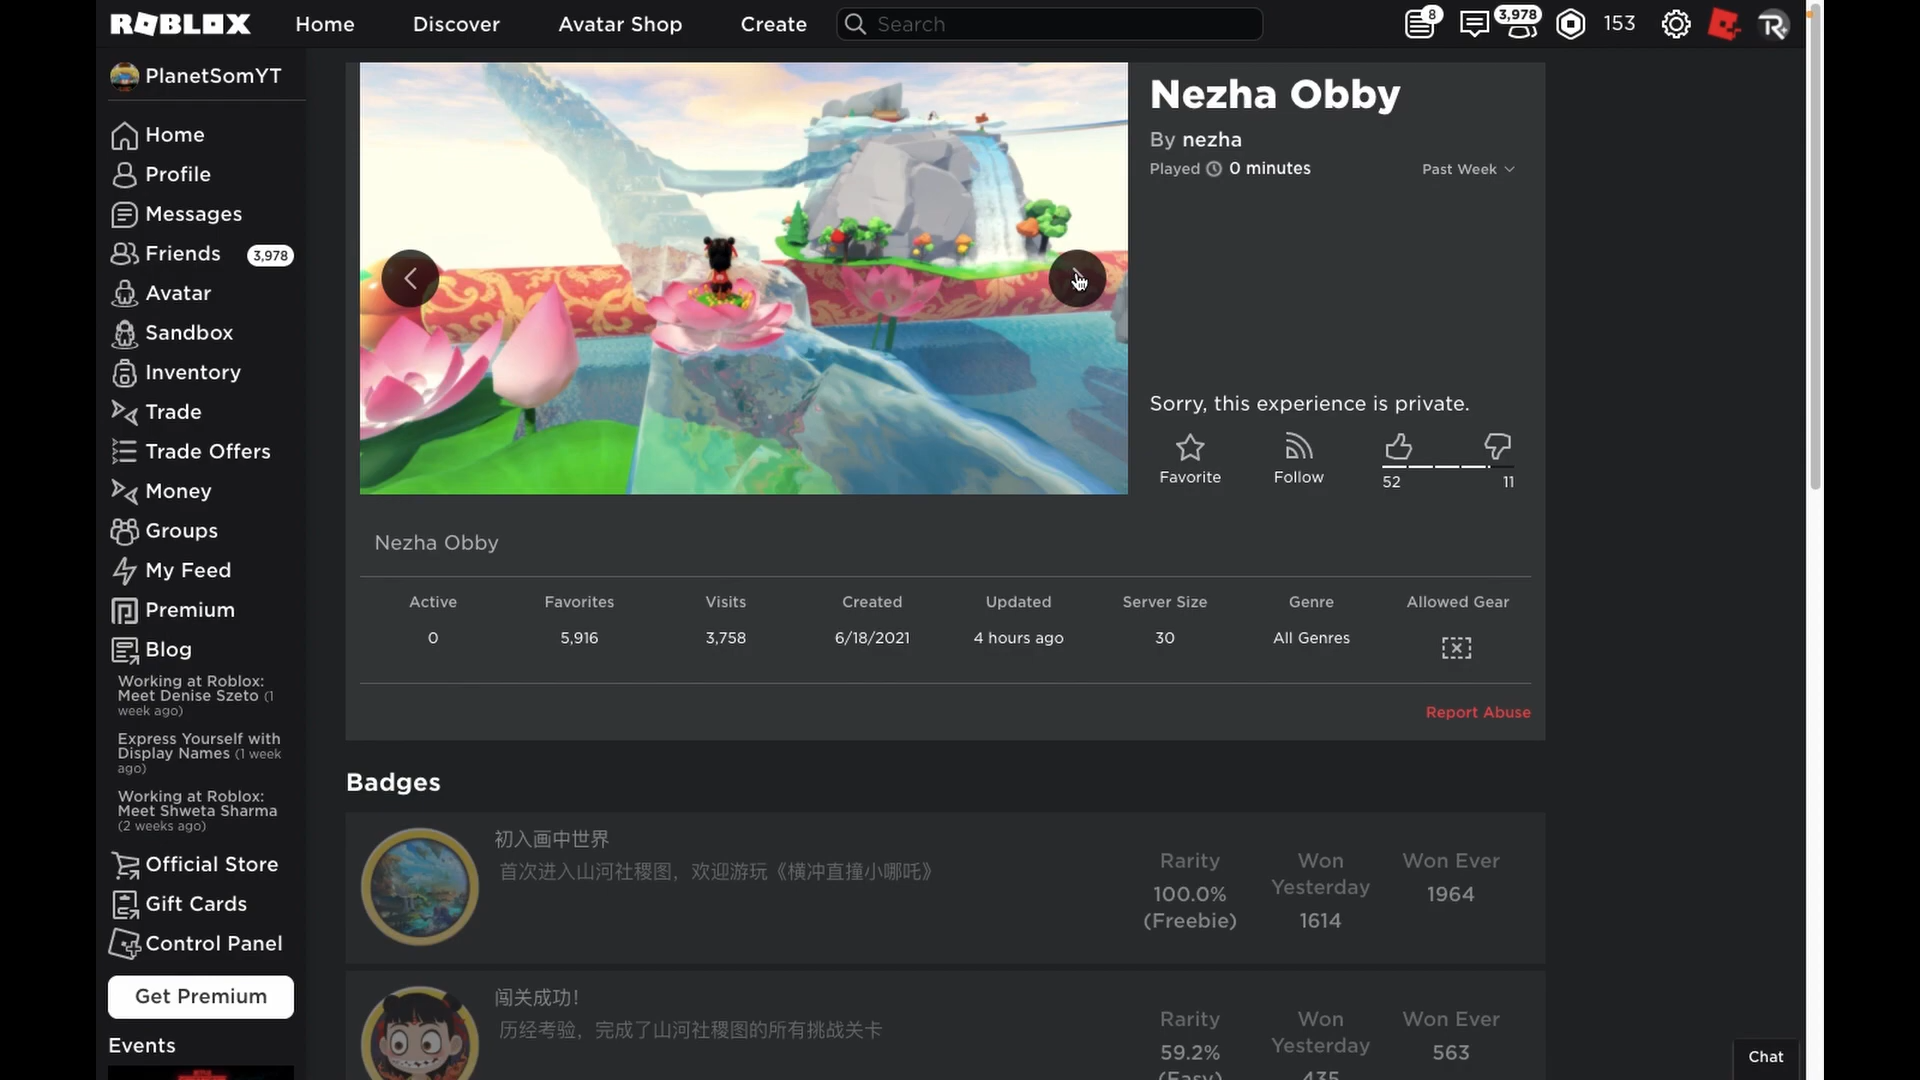 ROBLOX Home Discover Avatar Shop Create Search 8 3,978 153
PlanetSomYT
Home
Profile
Messages
Friends 3,978
Avatar
Sandbox
Inventory
Trade
Trade Offers
Money
Groups
My Feed
Premium
Blog
Working at Roblox:
Meet Denise Szeto (1
week ago)
Express Yourself with
Display Names (1 week
ago)
Working at Roblox:
Meet Shweta Sharma
(2 weeks ago)
Official Store
Gift Cards
Control Panel
Get Premium
Events
Nezha Obby
By nezha
Played 0 minutes Past Week
Sorry, this experience is private.
Favorite Follow 52 11
Nezha Obby
Active Favorites Visits Created Updated Server Size Genre Allowed Gear
0 5,916 3,758 6/18/2021 4 hours ago 30 All Genres
Report Abuse
Badges
初入画中世界
首次进入山河社稷图，欢迎游玩《横冲直撞小哪吒》
Rarity Won Won Ever
Yesterday
100.0% 1964
(Freebie) 1614
闯关成功！
历经考验，完成了山河社稷图的所有挑战关卡
Rarity Won Won Ever
Yesterday
59.2% 563
(Easy) 435
Chat